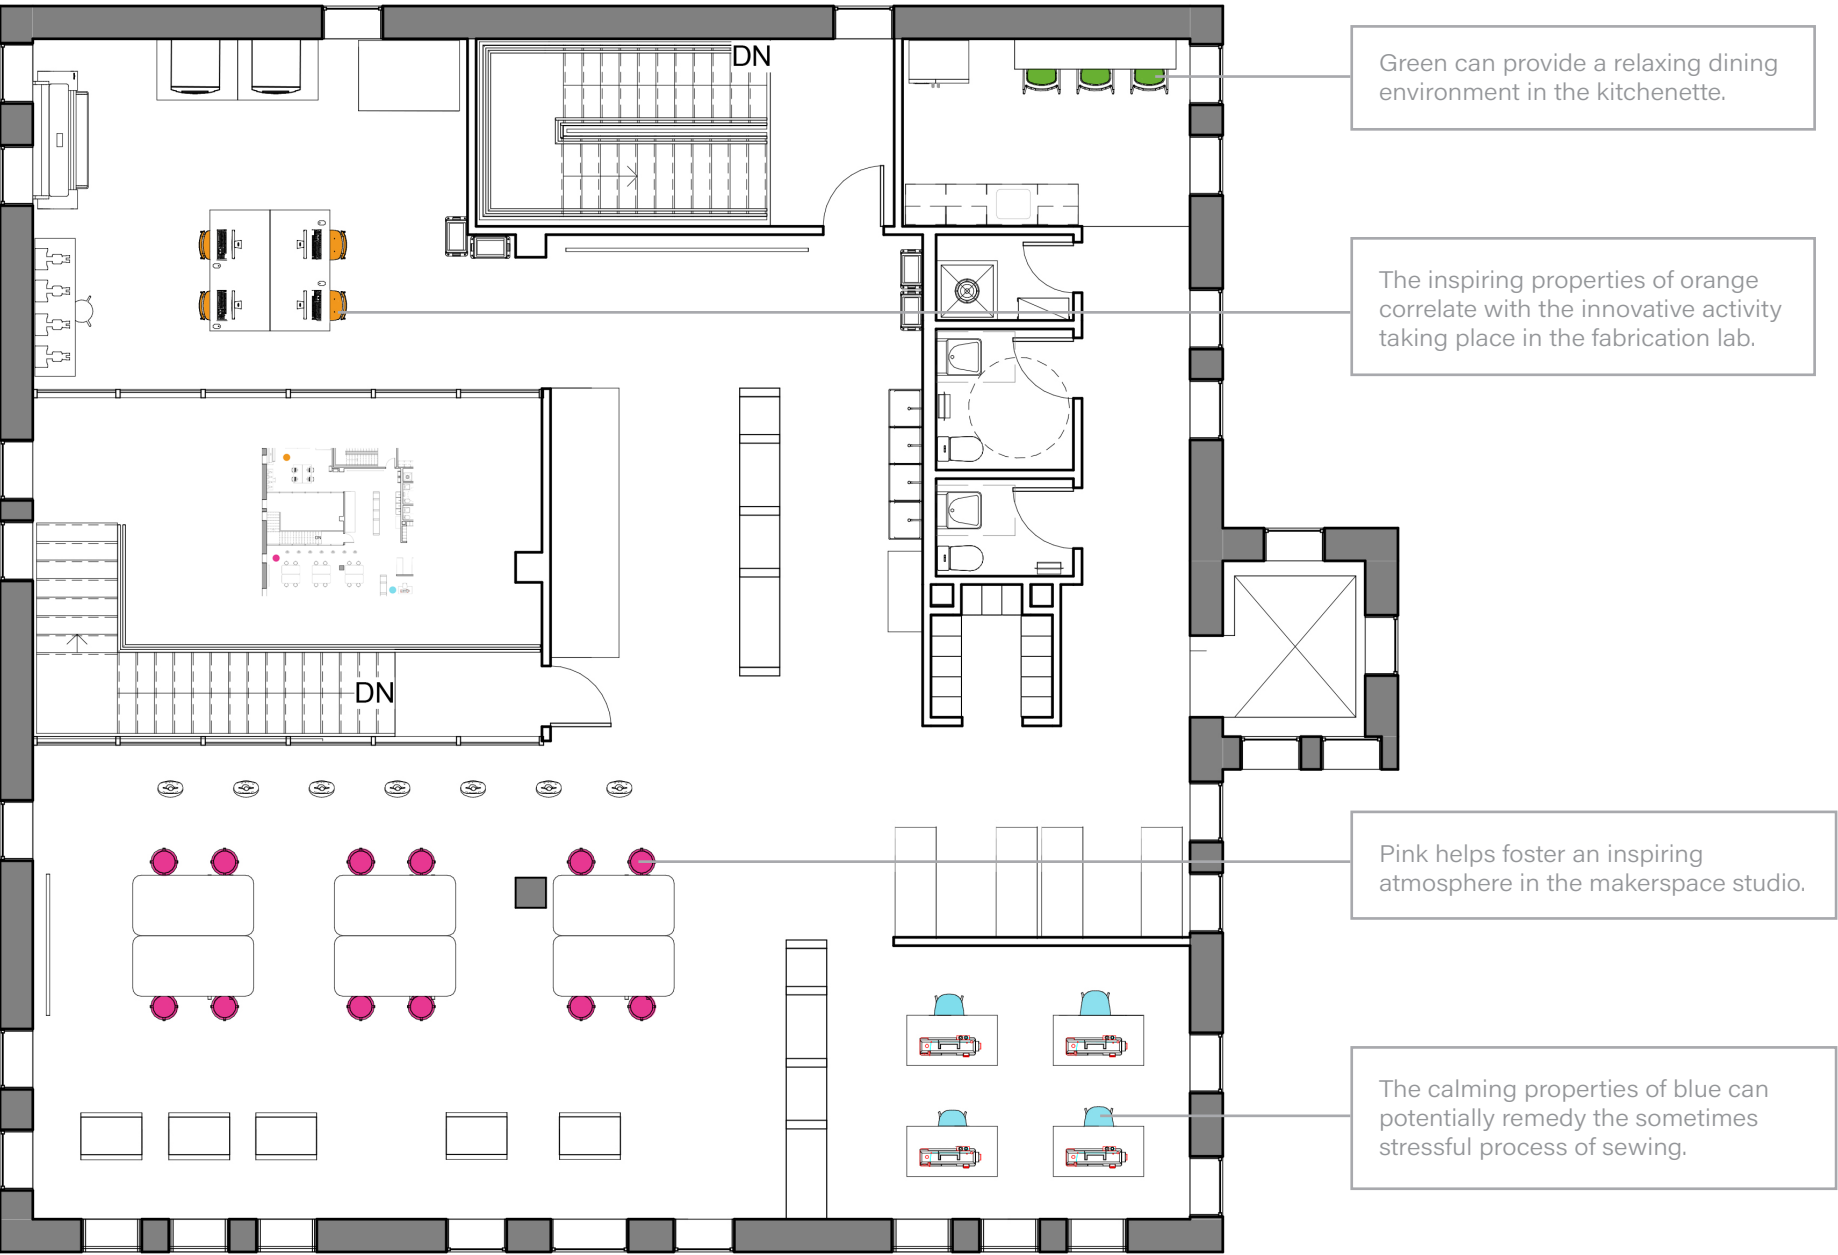 DN
Green can provide a relaxing dining
environment in the kitchenette.
The inspiring properties of orange
correlate with the innovative activity
taking place in the fabrication lab.
DN
DN
Pink helps foster an inspiring
atmosphere in the makerspace studio.
The calming properties of blue can
potentially remedy the sometimes
stressful process of sewing.